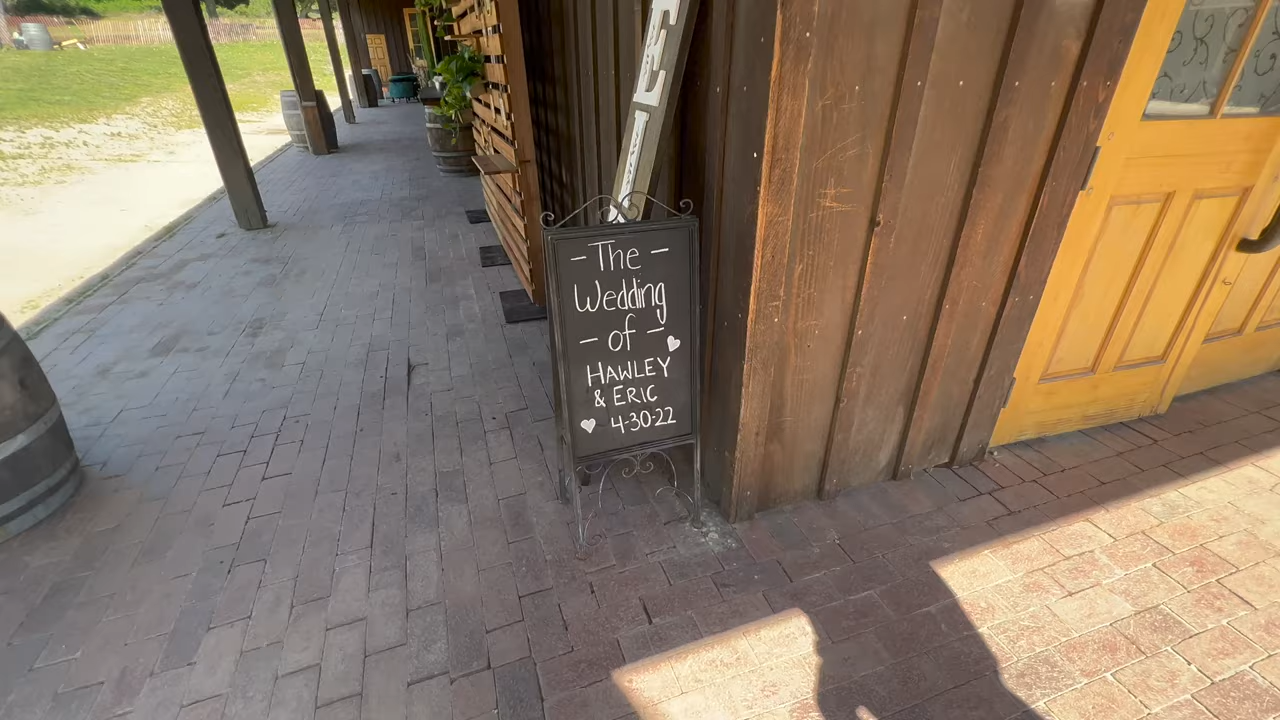 – The –
Wedding
– of –
HAWLEY
& ERIC
4-30-22